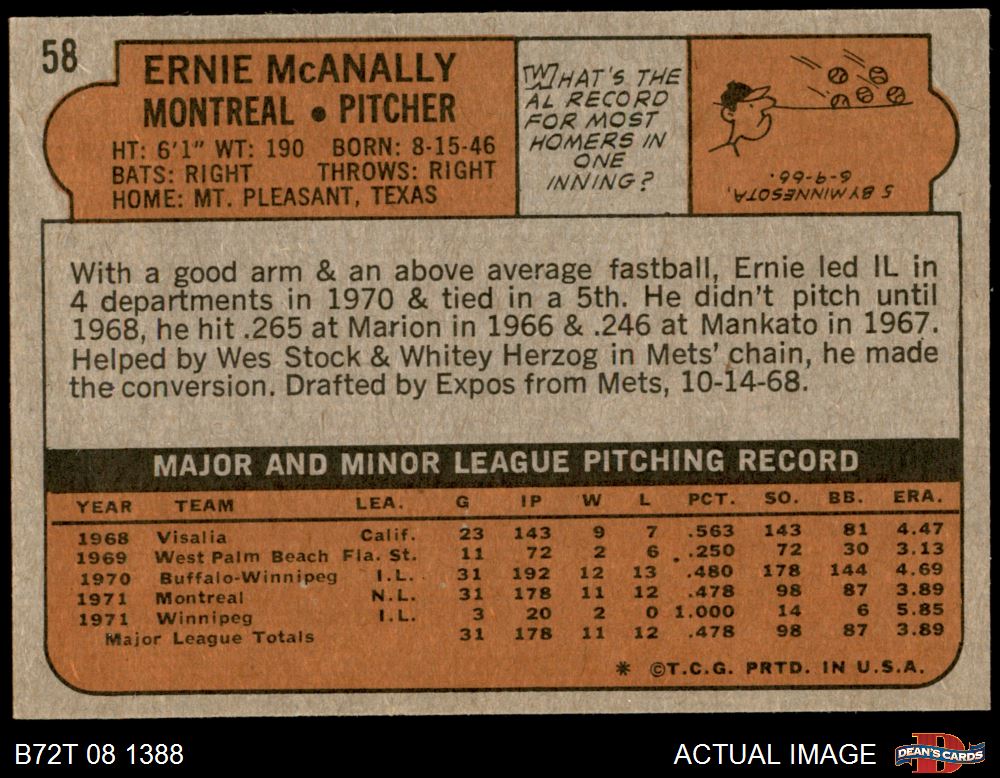 58
ERNIE McANALLY
MONTREAL • PITCHER
HT: 6'1" WT: 190 BORN: 8-15-46
BATS: RIGHT THROWS: RIGHT
HOME: MT. PLEASANT, TEXAS
WHAT'S THE
AL RECORD
FOR MOST
HOMERS IN
ONE
INNING?
5 BY MINNESOTA,
6-9-66.
With a good arm & an above average fastball, Ernie led IL in
4 departments in 1970 & tied in a 5th. He didn't pitch until
1968, he hit .265 at Marion in 1966 & .246 at Mankato in 1967.
Helped by Wes Stock & Whitey Herzog in Mets' chain, he made
the conversion. Drafted by Expos from Mets, 10-14-68.
MAJOR AND MINOR LEAGUE PITCHING RECORD
YEAR TEAM LEA. G IP W L PCT. SO. BB. ERA.
1968 Visalia Calif. 23 143 9 7 .563 143 81 4.47
1969 West Palm Beach Fla. St. 11 72 2 6 .250 72 30 3.13
1970 Buffalo-Winnipeg I.L. 31 192 12 13 .480 178 144 4.69
1971 Montreal N.L. 31 178 11 12 .478 98 87 3.89
1971 Winnipeg I.L. 3 20 2 0 1.000 14 6 5.85
Major League Totals 31 178 11 12 .478 98 87 3.89
* ©T.C.G. PRTD. IN U.S.A.
B72T 08 1388
ACTUAL IMAGE
DEAN'S CARDS